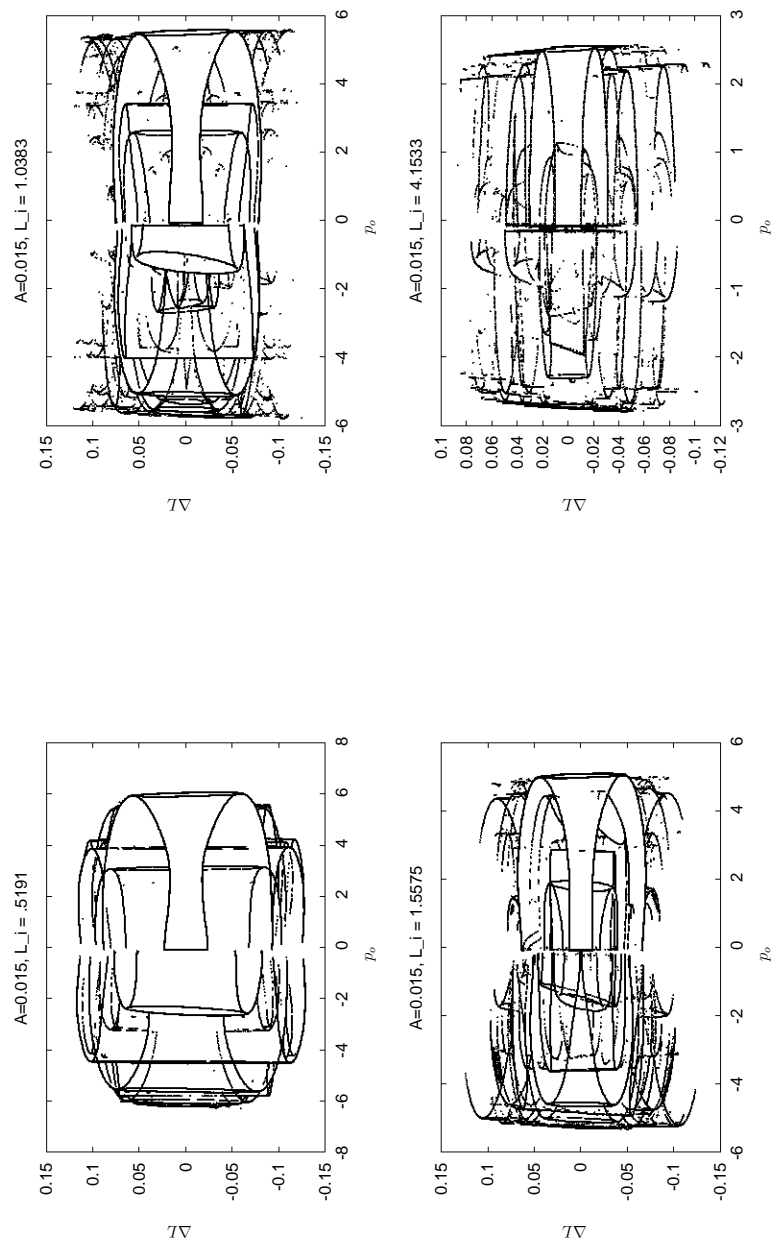 A=0.015, L_i = .5191
0.15
0.1
0.05
0
-0.05
-0.1
-0.15
ΔL
-8 -6 -4 -2 0 2 4 6 8
p_o
A=0.015, L_i = 1.0383
0.15
0.1
0.05
0
-0.05
-0.1
-0.15
ΔL
-6 -4 -2 0 2 4 6
p_o
A=0.015, L_i = 1.5575
0.15
0.1
0.05
0
-0.05
-0.1
-0.15
ΔL
-6 -4 -2 0 2 4 6
p_o
A=0.015, L_i = 4.1533
0.1
0.08
0.06
0.04
0.02
0
-0.02
-0.04
-0.06
-0.08
-0.1
-0.12
ΔL
-3 -2 -1 0 1 2 3
p_o